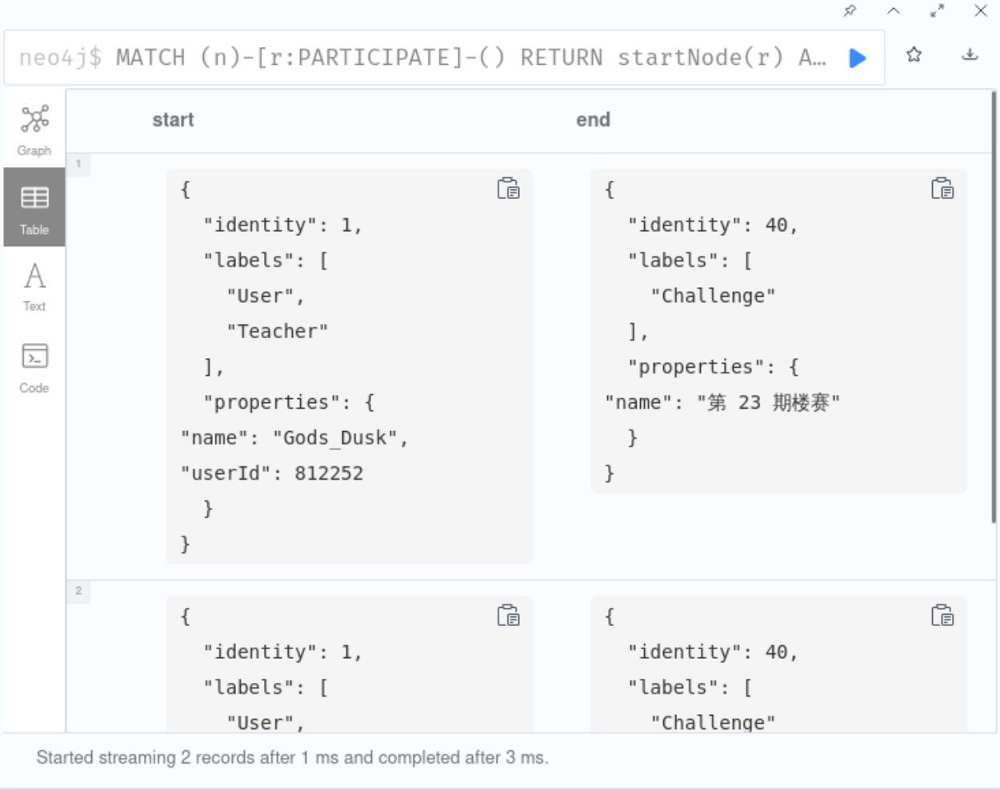 neo4j$ MATCH (n)-[r:PARTICIPATE]-() RETURN startNode(r) A…
Graph
Table
Text
Code
start end
1
{
"identity": 1,
"labels": [
"User",
"Teacher"
],
"properties": {
"name": "Gods_Dusk",
"userId": 812252
}
}
{
"identity": 40,
"labels": [
"Challenge"
],
"properties": {
"name": "第 23 期楼赛"
}
}
2
{
"identity": 1,
"labels": [
"User",
{
"identity": 40,
"labels": [
"Challenge"
Started streaming 2 records after 1 ms and completed after 3 ms.